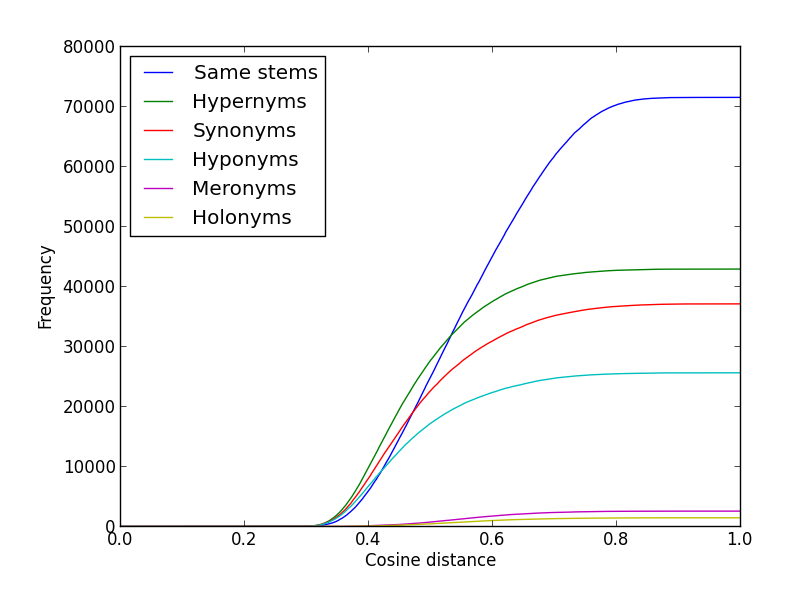 80000
70000
60000
50000
40000
30000
20000
10000
0
Frequency
Same stems
Hypernyms
Synonyms
Hyponyms
Meronyms
Holonyms
0.0 0.2 0.4 0.6 0.8 1.0
Cosine distance